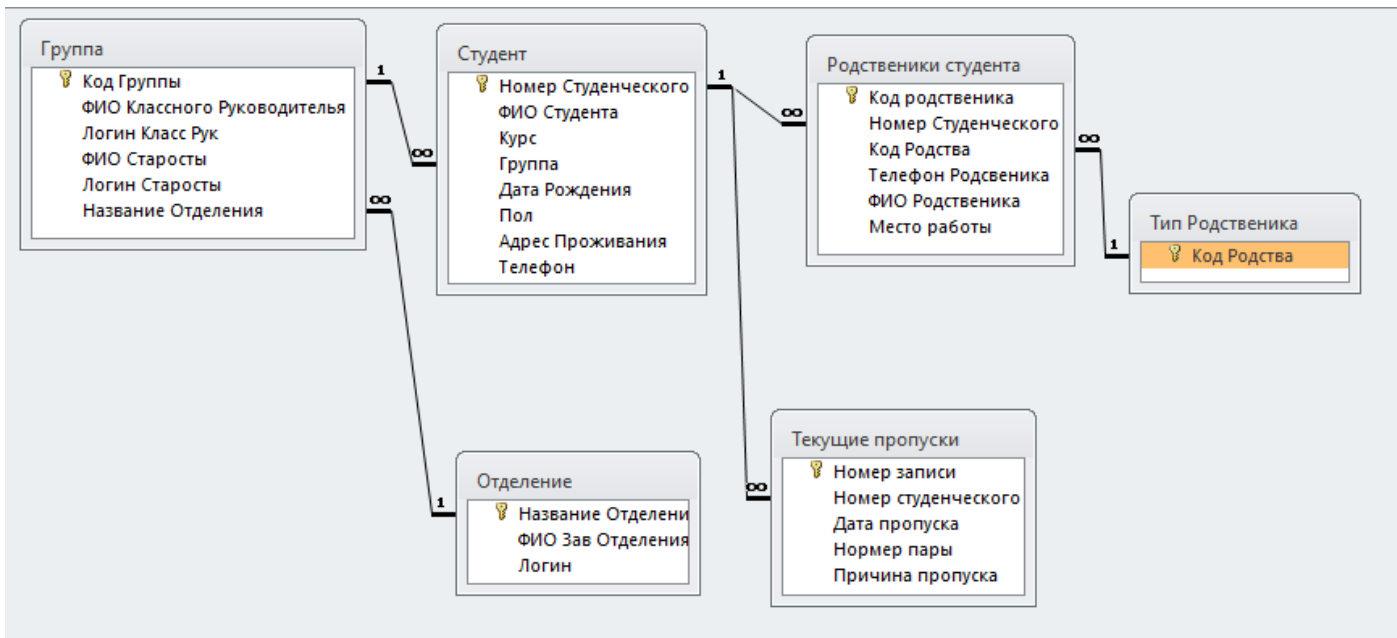 Группа
Код Группы
ФИО Классного Руководителья
Логин Класс Рук
ФИО Старосты
Логин Старосты
Название Отделения
1
∞
∞
Студент
Номер Студенческого
ФИО Студента
Курс
Группа
Дата Рождения
Пол
Адрес Проживания
Телефон
1
∞
Родственики студента
Код родственика
Номер Студенческого
Код Родства
Телефон Родсвеника
ФИО Родственика
Место работы
∞
1
Тип Родственика
Код Родства
1
Отделение
Название Отделени
ФИО Зав Отделения
Логин
∞
Текущие пропуски
Номер записи
Номер студенческого
Дата пропуска
Нормер пары
Причина пропуска